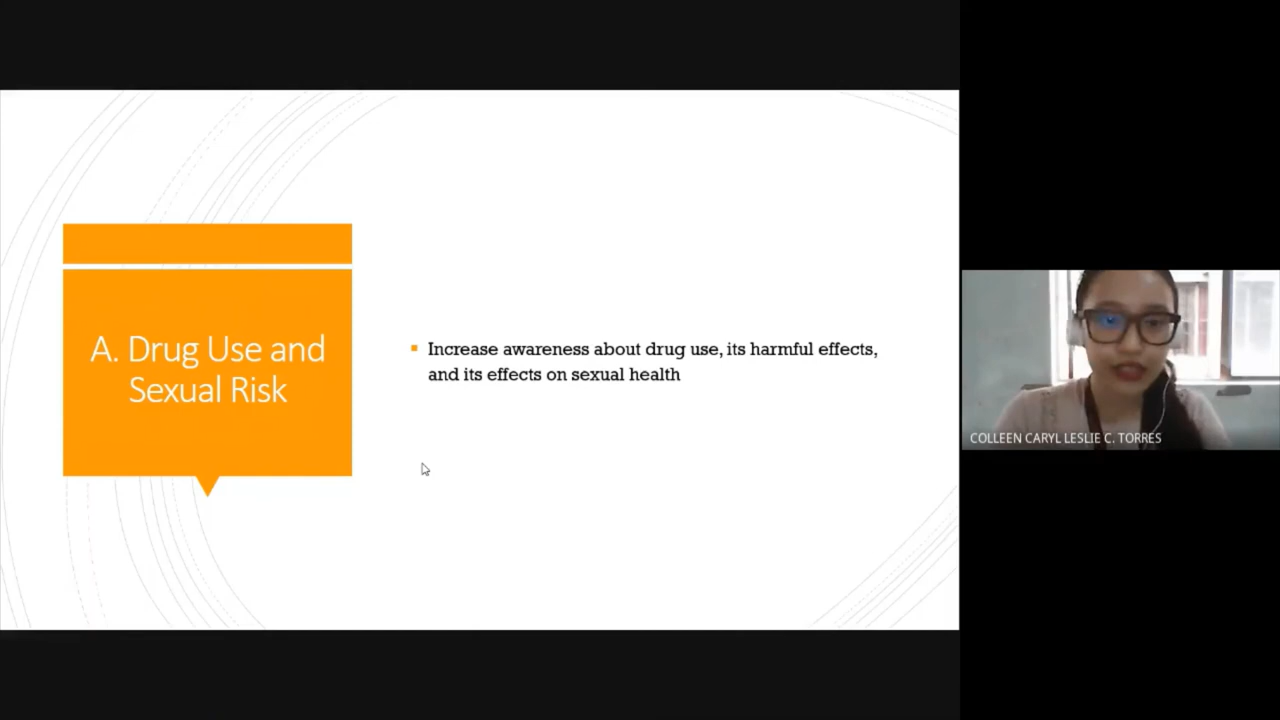 A. Drug Use and
Sexual Risk
Increase awareness about drug use, its harmful effects,
and its effects on sexual health
COLLEEN CARYL LESLIE C. TORRES